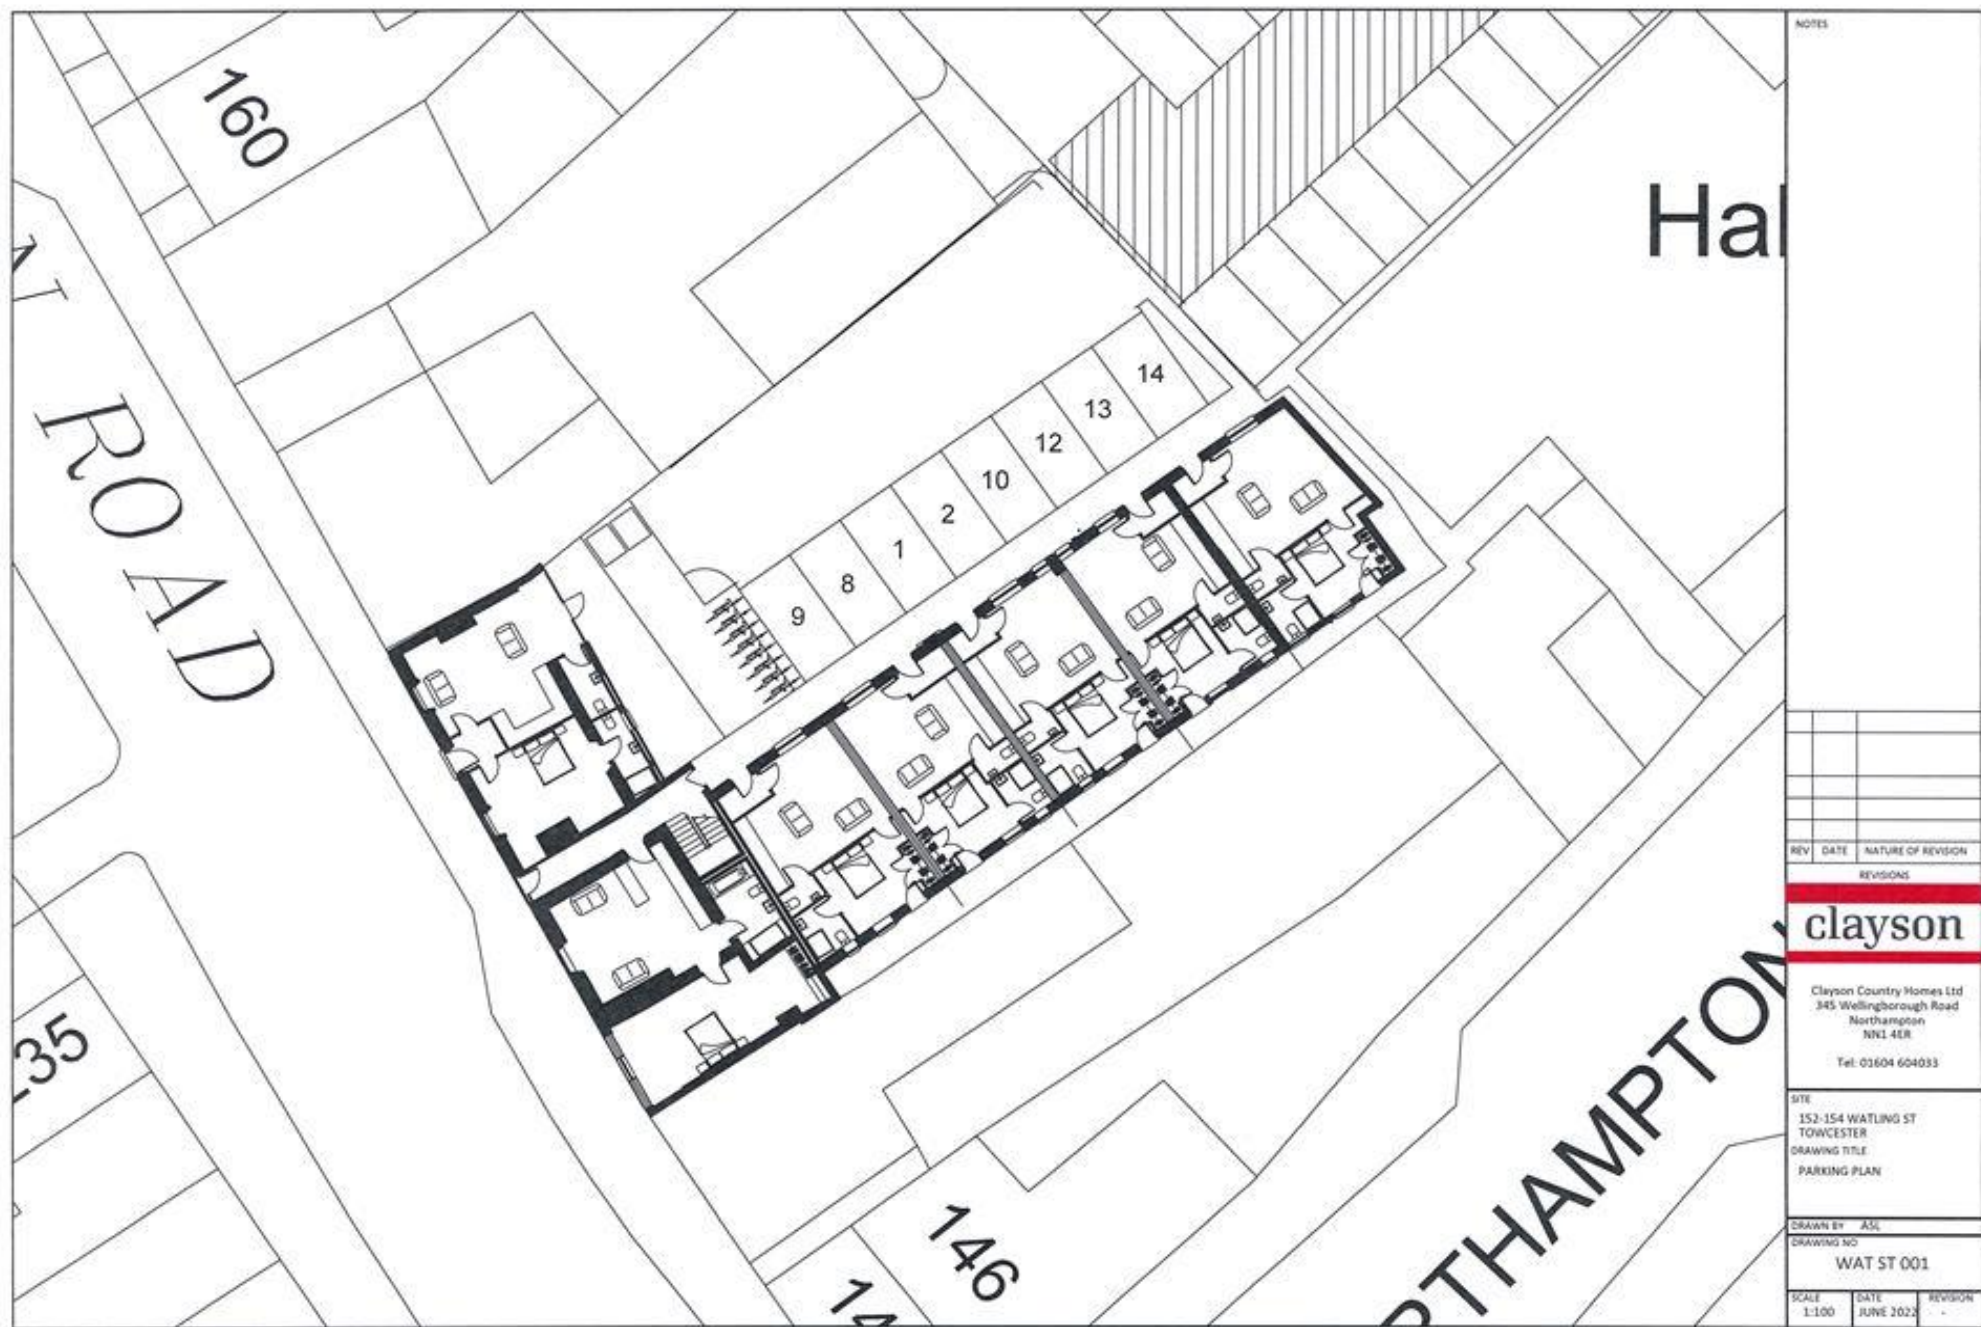 160
N ROAD
Hal
14
13
12
10
2
1
8
9
35
146
14
RTHAMPTON
NOTES
REV DATE NATURE OF REVISION
REVISIONS
clayson
Clayson Country Homes Ltd
345 Wellingborough Road
Northampton
NN1 4ER
Tel: 01604 604033
SITE
152-154 WATLING ST
TOWCESTER
DRAWING TITLE
PARKING PLAN
DRAWN BY ASL
DRAWING NO
WAT ST 001
SCALE DATE REVISION
1:100 JUNE 2022 -